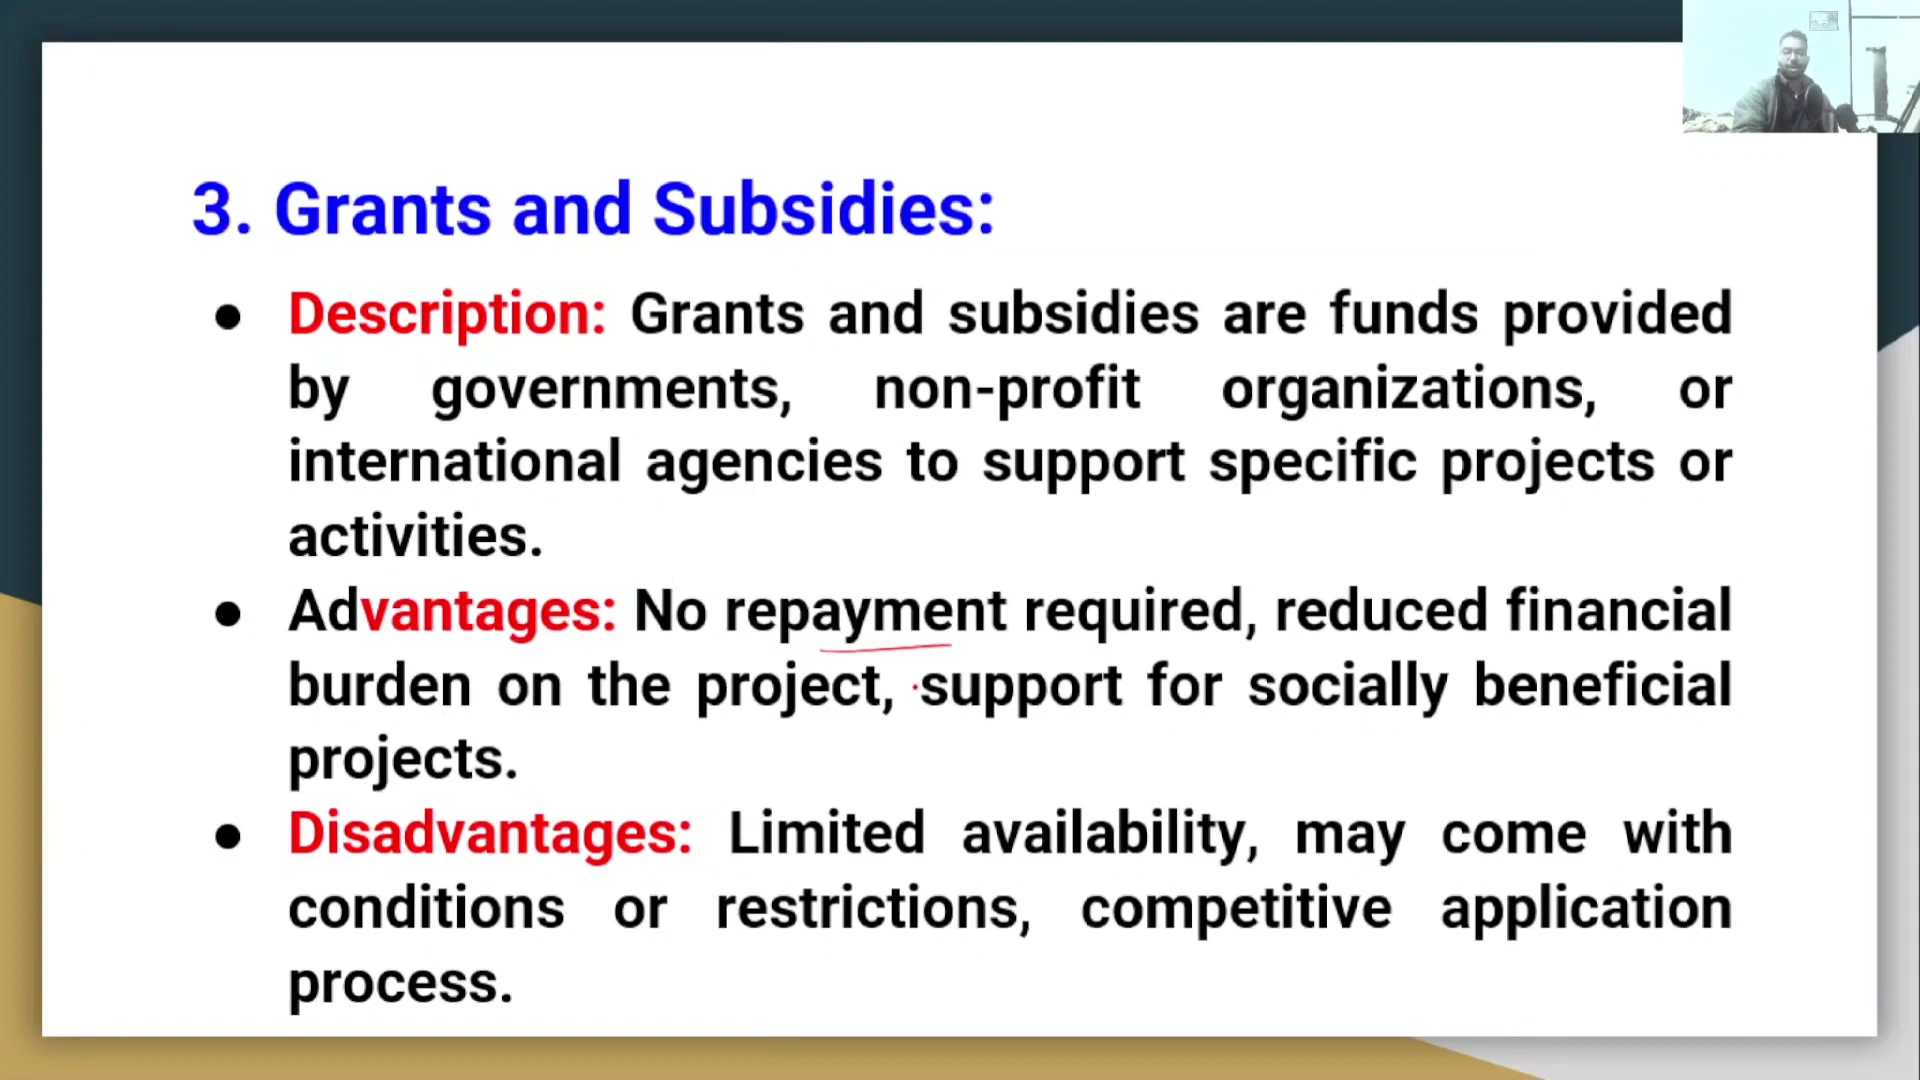 3. Grants and Subsidies:
● Description: Grants and subsidies are funds provided
by governments, non-profit organizations, or
international agencies to support specific projects or
activities.
● Advantages: No repayment required, reduced financial
burden on the project, support for socially beneficial
projects.
● Disadvantages: Limited availability, may come with
conditions or restrictions, competitive application
process.